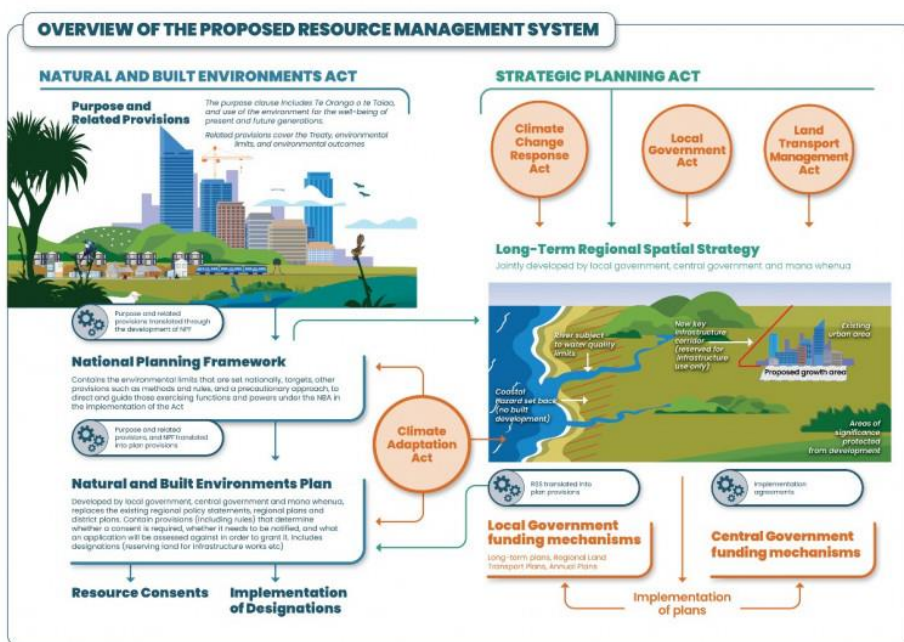 OVERVIEW OF THE PROPOSED RESOURCE MANAGEMENT SYSTEM
NATURAL AND BUILT ENVIRONMENTS ACT
Purpose and
Related Provisions
The purpose clause includes Te Oranga o te Taiao,
and use of the environment for the well-being of
present and future generations.
Related provisions cover the Treaty, environmental
limits, and environmental outcomes
Purpose and related
provisions translated through
the development of NPF
National Planning Framework
Contains the environmental limits that are set nationally, targets, other
provisions such as methods and rules, and a precautionary approach, to
direct and guide those exercising functions and powers under the NBA in
the implementation of the Act
Purpose and related
provisions, and NPF translated
into plan provisions
Natural and Built Environments Plan
Developed by local government, central government and mana whenua,
replaces the existing regional policy statements, regional plans and
district plans. Contain provisions (including rules) that determine
whether a consent is required, whether it needs to be notified, and what
an application will be assessed against in order to grant it. Includes
designations (reserving land for infrastructure works etc)
Resource Consents
Implementation
of Designations
Climate
Adaptation
Act
STRATEGIC PLANNING ACT
Climate
Change
Response
Act
Local
Government
Act
Land
Transport
Management
Act
Long-Term Regional Spatial Strategy
Jointly developed by local government, central government and mana whenua
River subject
to water quality
limits
New key
infrastructure
corridor
(reserved for
infrastructure
use only)
Existing
urban area
Proposed growth area
Coastal
Hazard set back
(no built
development)
Areas of
significance
protected
from development
RSS translated into
plan provisions
Implementation
agreements
Local Government
funding mechanisms
Long-term plans, Regional Land
Transport Plans, Annual Plans
Central Government
funding mechanisms
Implementation
of plans